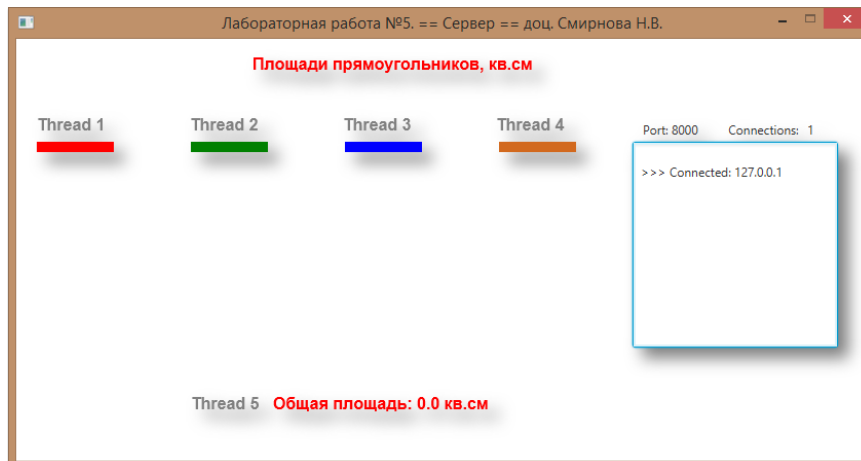 Лабораторная работа №5. == Сервер == доц. Смирнова Н.В.
Площади прямоугольников, кв.см
Thread 1 Thread 2 Thread 3 Thread 4
Port: 8000 Connections: 1
>>> Connected: 127.0.0.1
Thread 5 Общая площадь: 0.0 кв.см